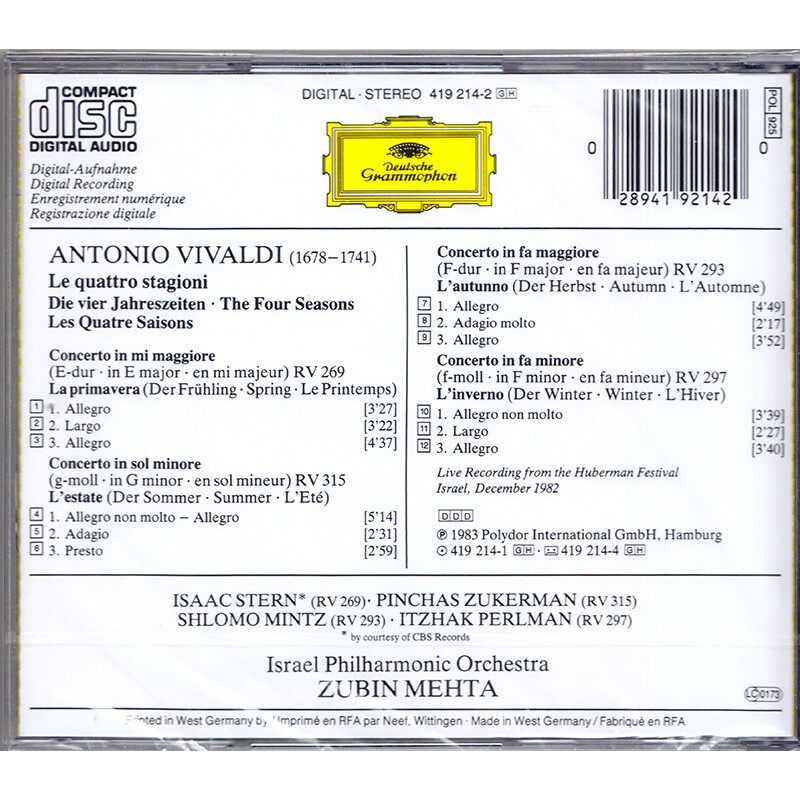 COMPACT
disc
DIGITAL AUDIO
DIGITAL · STEREO 419 214-2 GH
Deutsche
Grammophon
0 28941 92142 0
POL 925
Digital-Aufnahme
Digital Recording
Enregistrement numérique
Registrazione digitale
ANTONIO VIVALDI (1678–1741)
Le quattro stagioni
Die vier Jahreszeiten · The Four Seasons
Les Quatre Saisons
Concerto in mi maggiore
(E-dur · in E major · en mi majeur) RV 269
La primavera (Der Frühling · Spring · Le Printemps)
1 1. Allegro [3'27]
2 2. Largo [3'22]
3 3. Allegro [4'37]
Concerto in sol minore
(g-moll · in G minor · en sol mineur) RV 315
L'estate (Der Sommer · Summer · L'Eté)
4 1. Allegro non molto – Allegro [5'14]
5 2. Adagio [2'31]
6 3. Presto [2'59]
Concerto in fa maggiore
(F-dur · in F major · en fa majeur) RV 293
L'autunno (Der Herbst · Autumn · L'Automne)
7 1. Allegro [4'49]
8 2. Adagio molto [2'17]
9 3. Allegro [3'52]
Concerto in fa minore
(f-moll · in F minor · en fa mineur) RV 297
L'inverno (Der Winter · Winter · L'Hiver)
10 1. Allegro non molto [3'39]
11 2. Largo [2'27]
12 3. Allegro [3'40]
Live Recording from the Huberman Festival
Israel, December 1982
DDD
℗ 1983 Polydor International GmbH, Hamburg
419 214-1 GH · 419 214-4 GH
ISAAC STERN* (RV 269) · PINCHAS ZUKERMAN (RV 315)
SHLOMO MINTZ (RV 293) · ITZHAK PERLMAN (RV 297)
* by courtesy of CBS Records
Israel Philharmonic Orchestra
ZUBIN MEHTA
LC 0173
Printed in West Germany by / Imprimé en RFA par Neef, Wittingen · Made in West Germany / Fabriqué en RFA